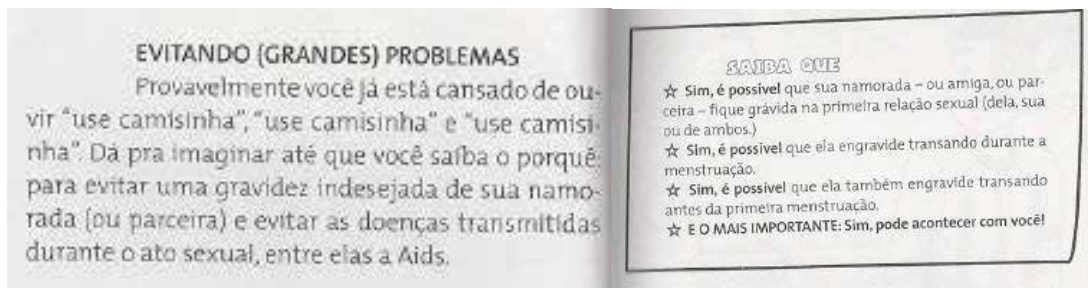 EVITANDO (GRANDES) PROBLEMAS
Provavelmente você já está cansado de ou-
vir "use camisinha", "use camisinha" e "use camisi-
nha". Dá pra imaginar até que você saiba o porquê:
para evitar uma gravidez indesejada de sua namo-
rada (ou parceira) e evitar as doenças transmitidas
durante o ato sexual, entre elas a Aids.
SAIBA QUE
☆ Sim, é possível que sua namorada – ou amiga, ou par-
ceira – fique grávida na primeira relação sexual (dela, sua
ou de ambos.)
☆ Sim, é possível que ela engravide transando durante a
menstruação.
☆ Sim, é possível que ela também engravide transando
antes da primeira menstruação.
☆ E O MAIS IMPORTANTE: Sim, pode acontecer com você!